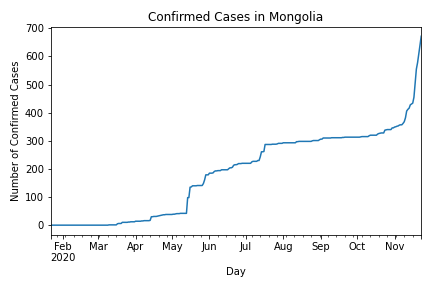 Confirmed Cases in Mongolia
700
600
500
400
300
200
100
0
Number of Confirmed Cases
Feb Mar Apr May Jun Jul Aug Sep Oct Nov
2020
Day